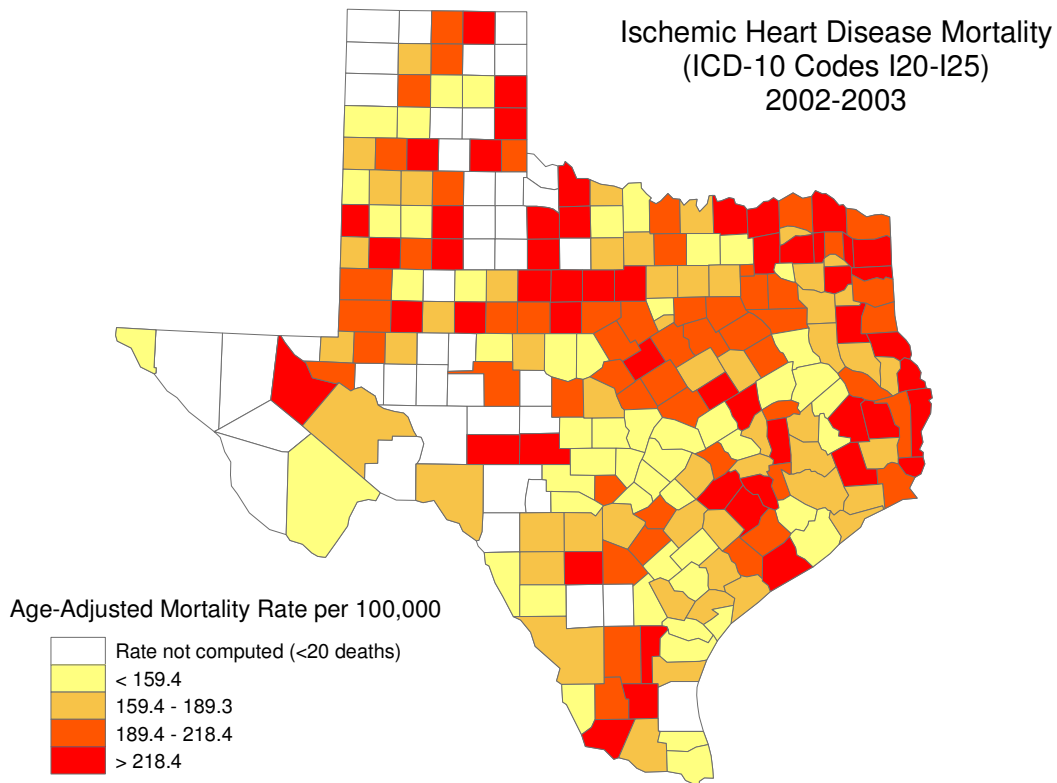 Ischemic Heart Disease Mortality
(ICD-10 Codes I20-I25)
2002-2003
Age-Adjusted Mortality Rate per 100,000
Rate not computed (<20 deaths)
< 159.4
159.4 - 189.3
189.4 - 218.4
> 218.4